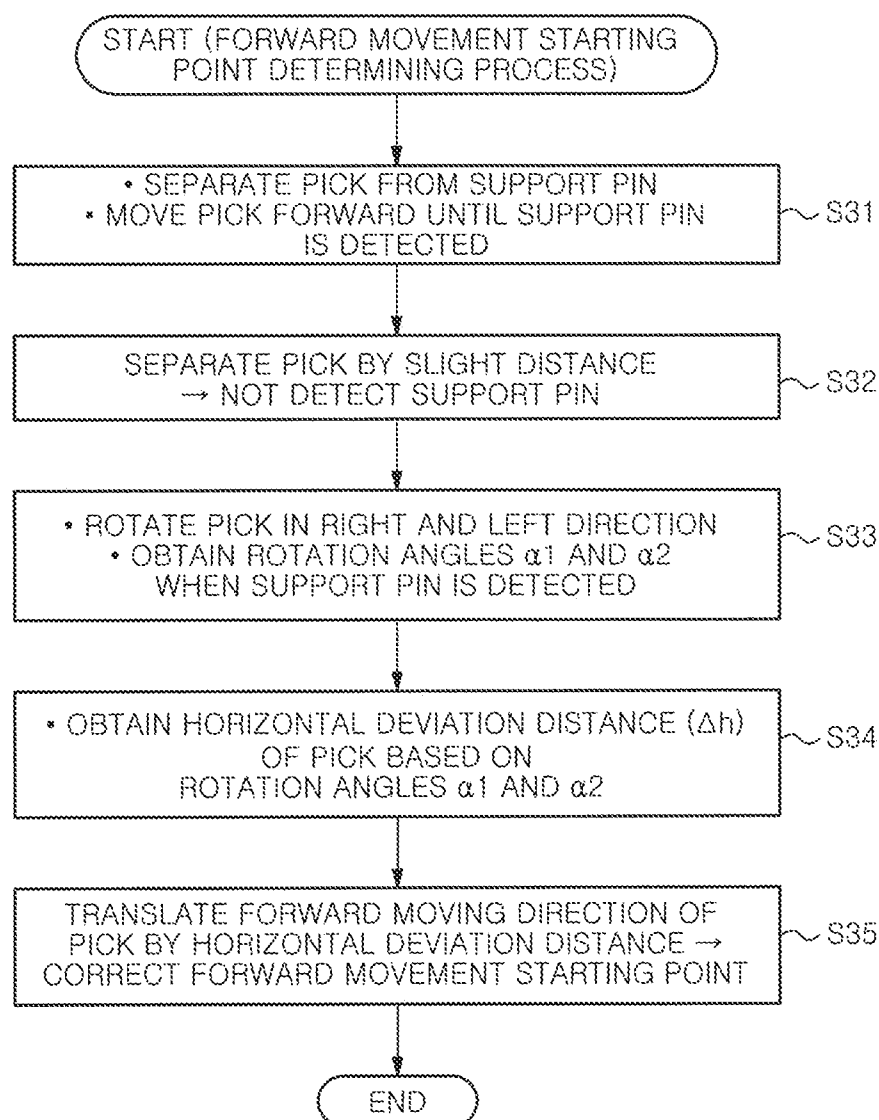 START (FORWARD MOVEMENT STARTING
POINT DETERMINING PROCESS)
• SEPARATE PICK FROM SUPPORT PIN
• MOVE PICK FORWARD UNTIL SUPPORT PIN
IS DETECTED
S31
SEPARATE PICK BY SLIGHT DISTANCE
→ NOT DETECT SUPPORT PIN
S32
• ROTATE PICK IN RIGHT AND LEFT DIRECTION
• OBTAIN ROTATION ANGLES α1 AND α2
WHEN SUPPORT PIN IS DETECTED
S33
• OBTAIN HORIZONTAL DEVIATION DISTANCE (Δh)
OF PICK BASED ON
ROTATION ANGLES α1 AND α2
S34
TRANSLATE FORWARD MOVING DIRECTION OF
PICK BY HORIZONTAL DEVIATION DISTANCE →
CORRECT FORWARD MOVEMENT STARTING POINT
S35
END